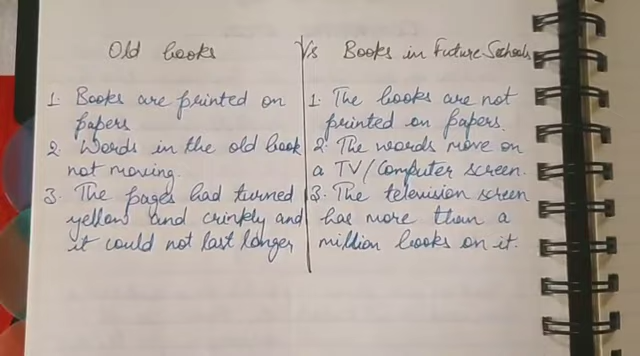 Old books Vs Books in Future Schools
1. Books are printed on
papers
2. Words in the old book
not moving.
3. The pages had turned
yellow and crinkly and
it could not last longer
1. The books are not
printed on papers.
2. The words move on
a TV/Computer screen.
3. The television screen
has more than a
million books on it.